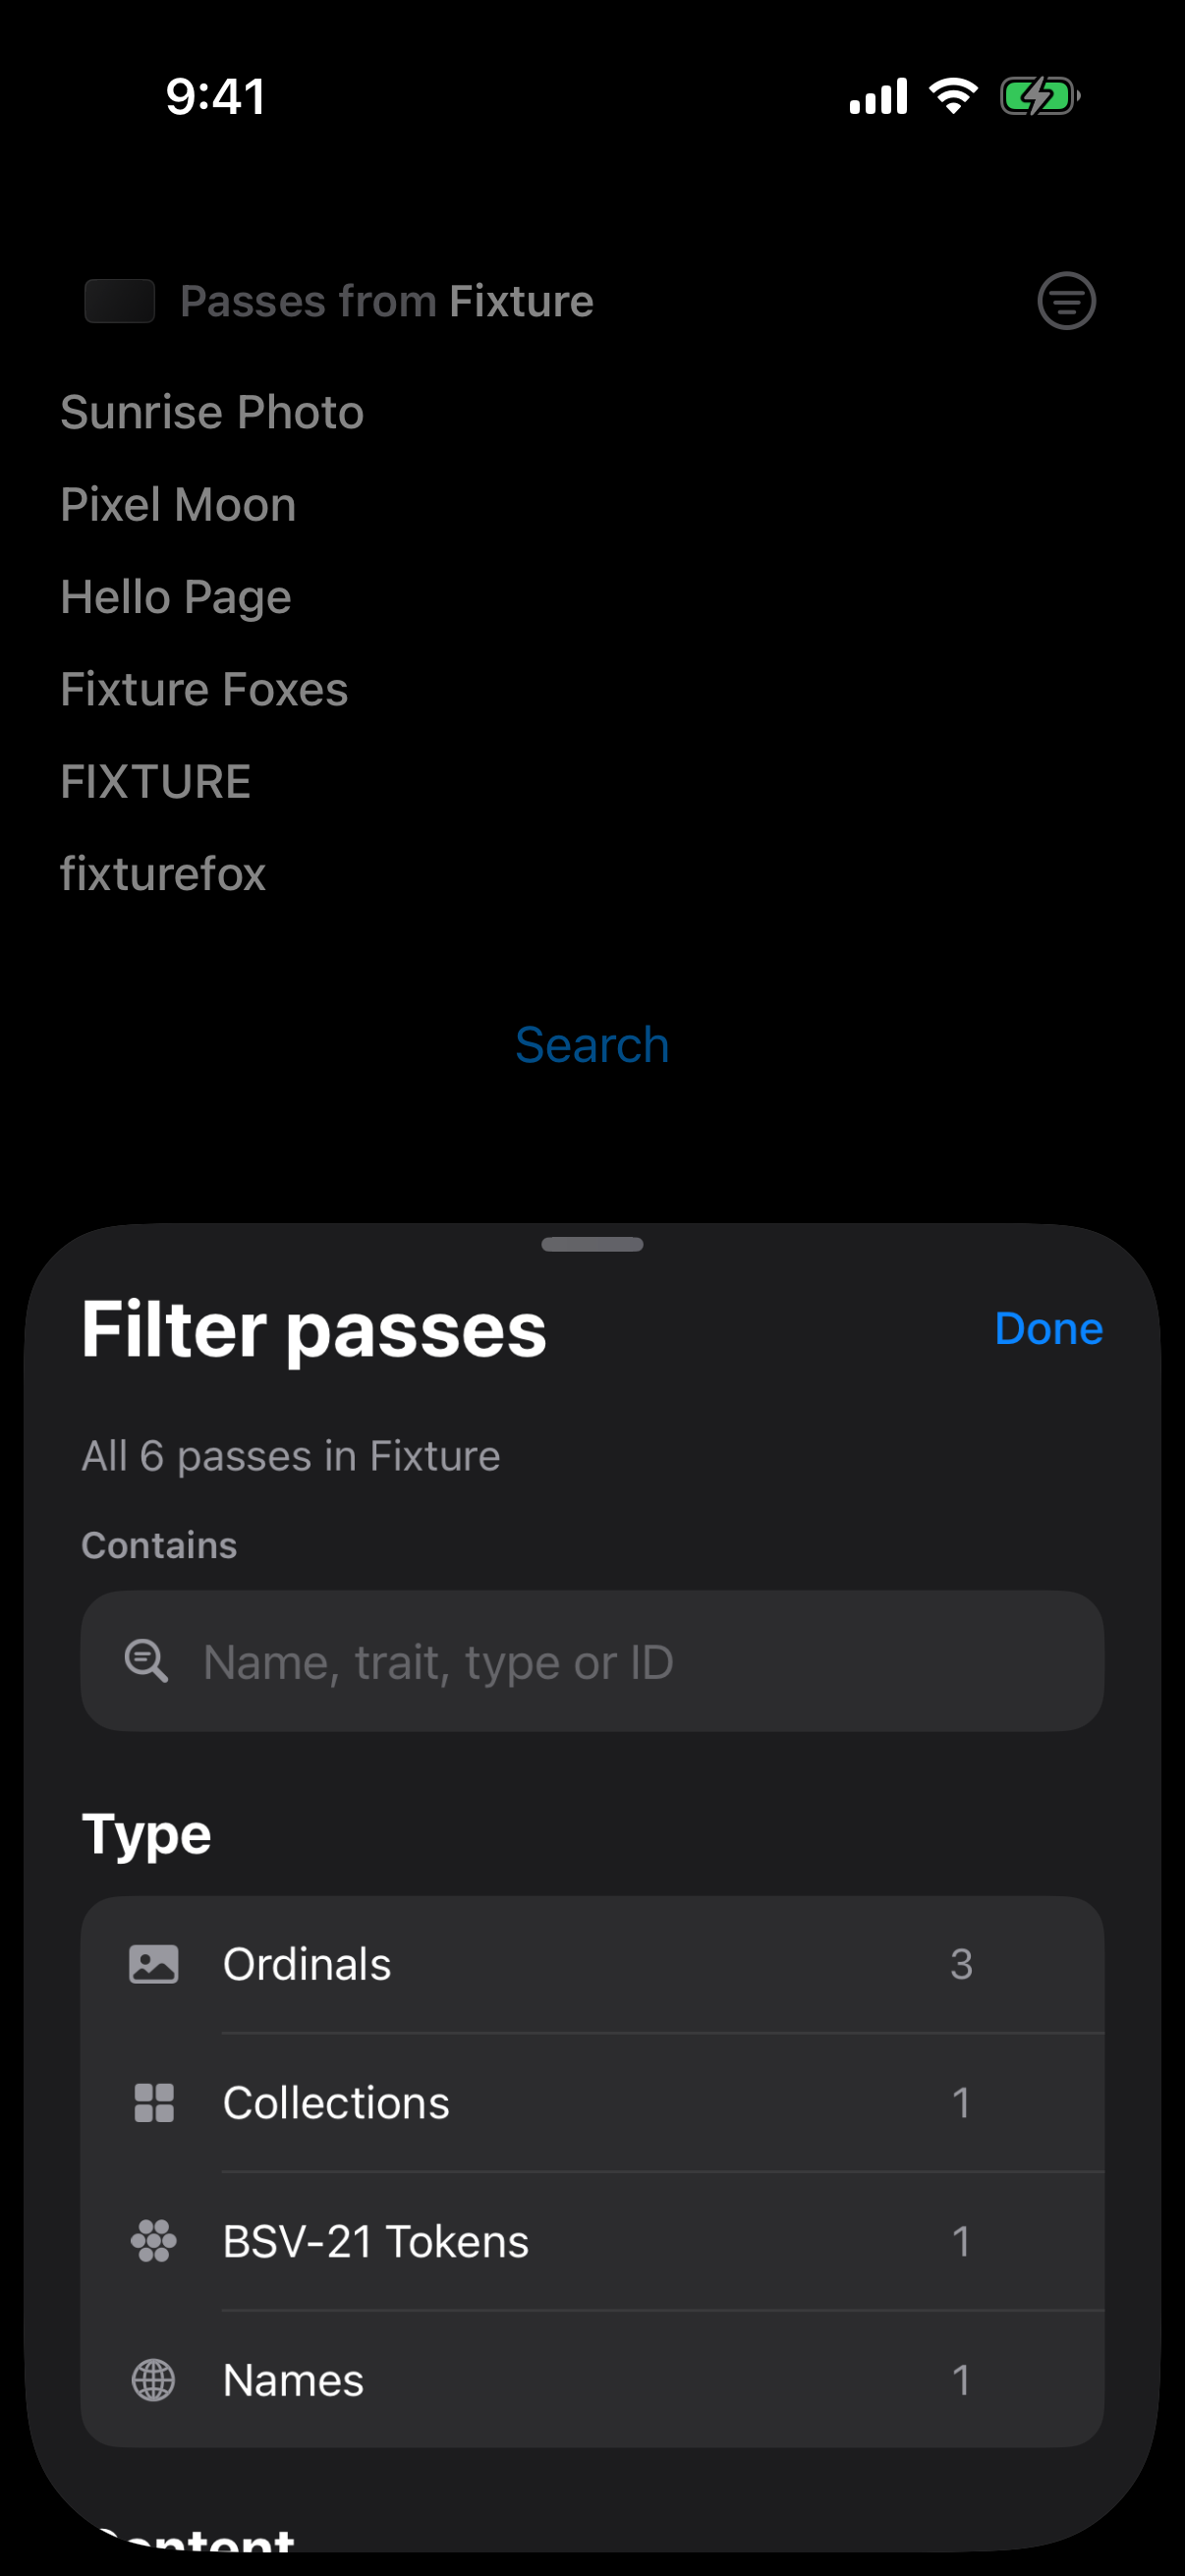 9:41
Passes from Fixture
Sunrise Photo
Pixel Moon
Hello Page
Fixture Foxes
FIXTURE
fixturefox
Search
Filter passes
Done
All 6 passes in Fixture
Contains
Name, trait, type or ID
Type
Ordinals 3
Collections 1
BSV-21 Tokens 1
Names 1
Content